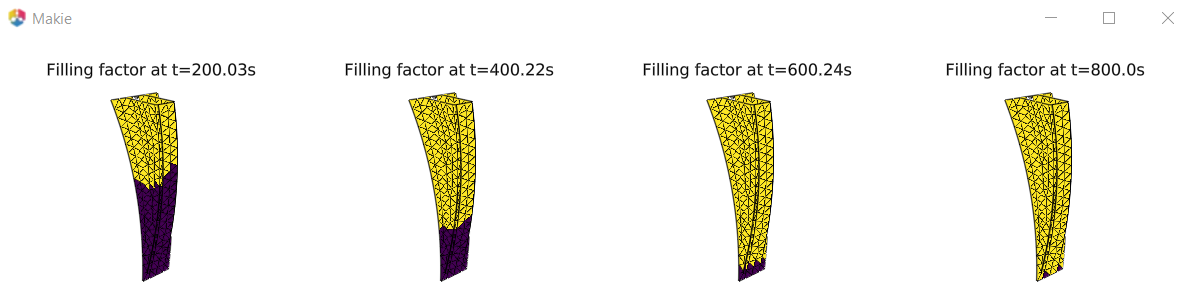 Makie
Filling factor at t=200.03s
Filling factor at t=400.22s
Filling factor at t=600.24s
Filling factor at t=800.0s